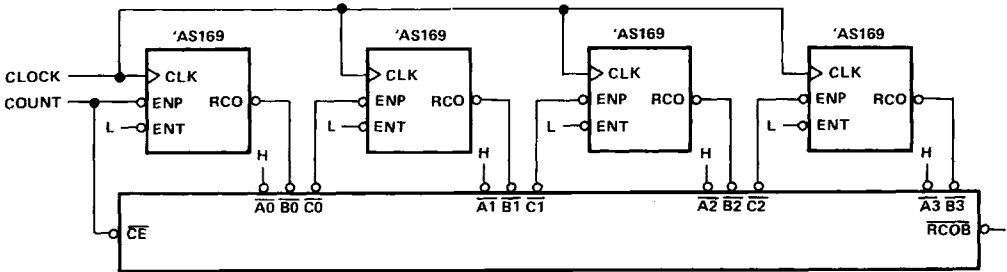 'AS169 'AS169 'AS169 'AS169
CLOCK CLK CLK CLK CLK
COUNT ENP RCO ENP RCO ENP RCO ENP RCO
L ENT L ENT L ENT L ENT
H H H H
A0 B0 C0 A1 B1 C1 A2 B2 C2 A3 B3
CE RCOB